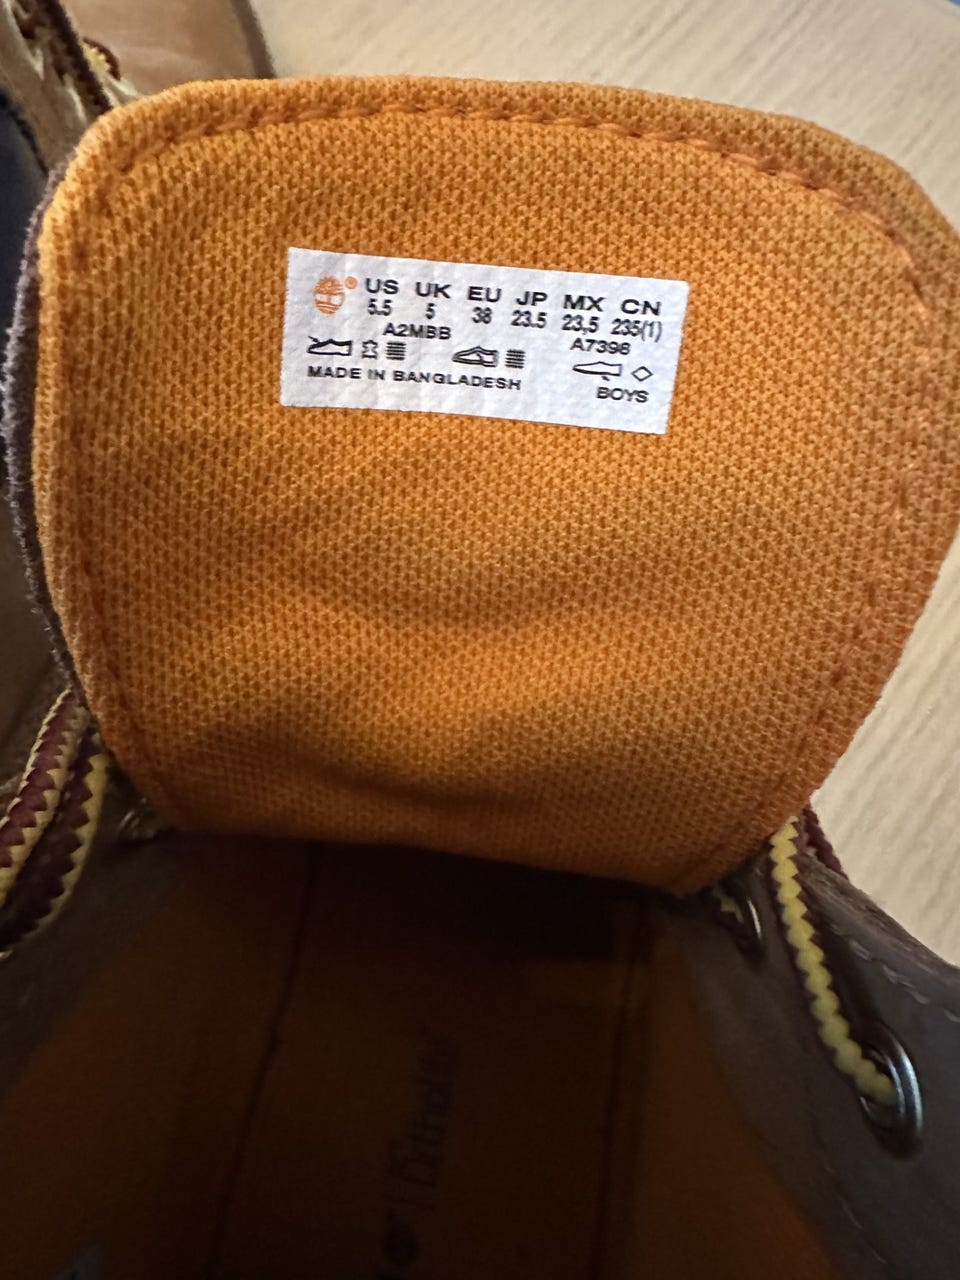 US UK EU JP MX CN
5.5 5 38 23.5 23,5 235(1)
A2MBB A7398
MADE IN BANGLADESH BOYS